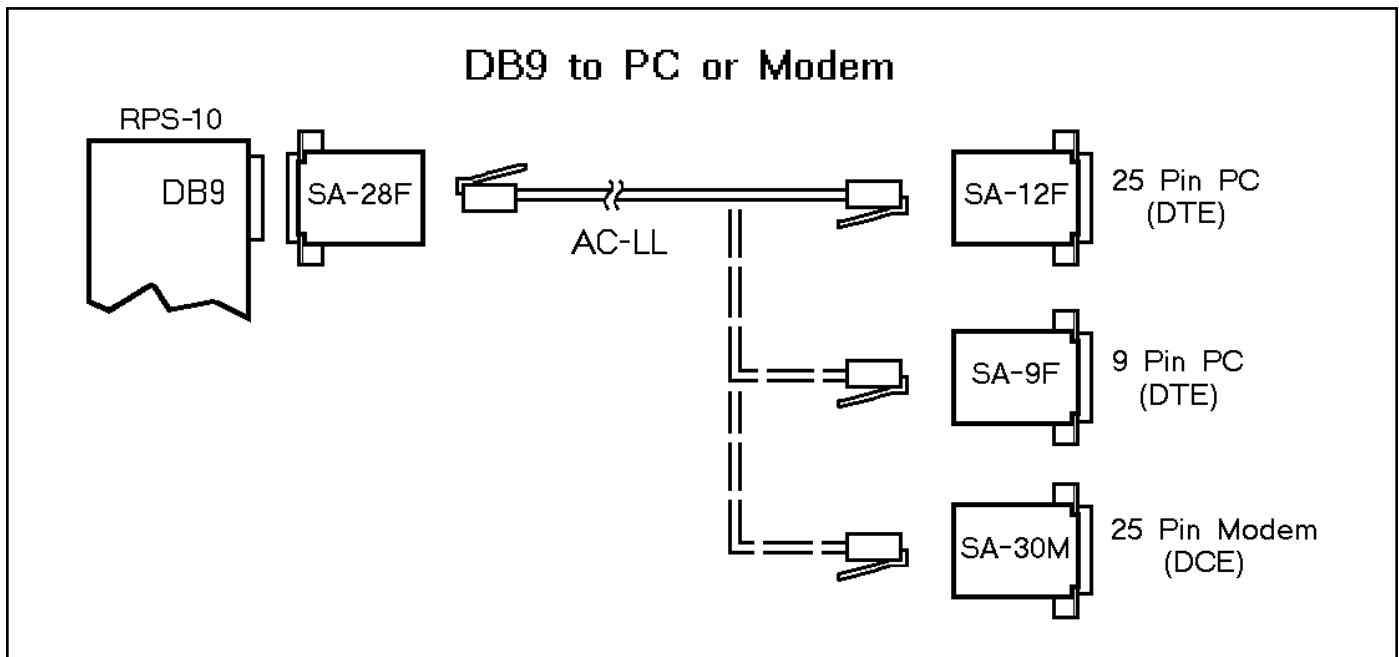 DB9 to PC or Modem
RPS-10
DB9
SA-28F
AC-LL
SA-12F
25 Pin PC
(DTE)
SA-9F
9 Pin PC
(DTE)
SA-30M
25 Pin Modem
(DCE)